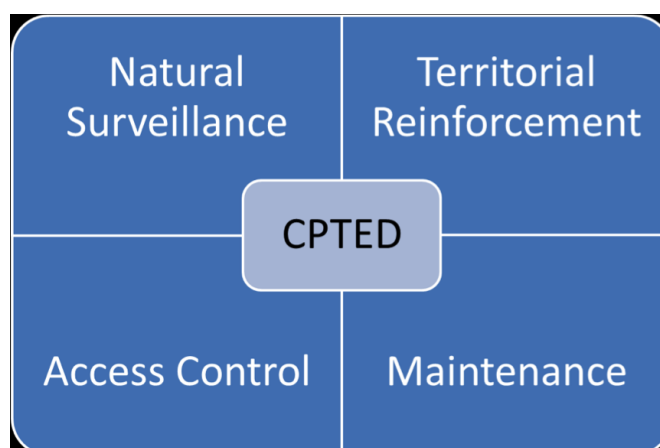 Natural
Surveillance
Territorial
Reinforcement
CPTED
Access Control
Maintenance